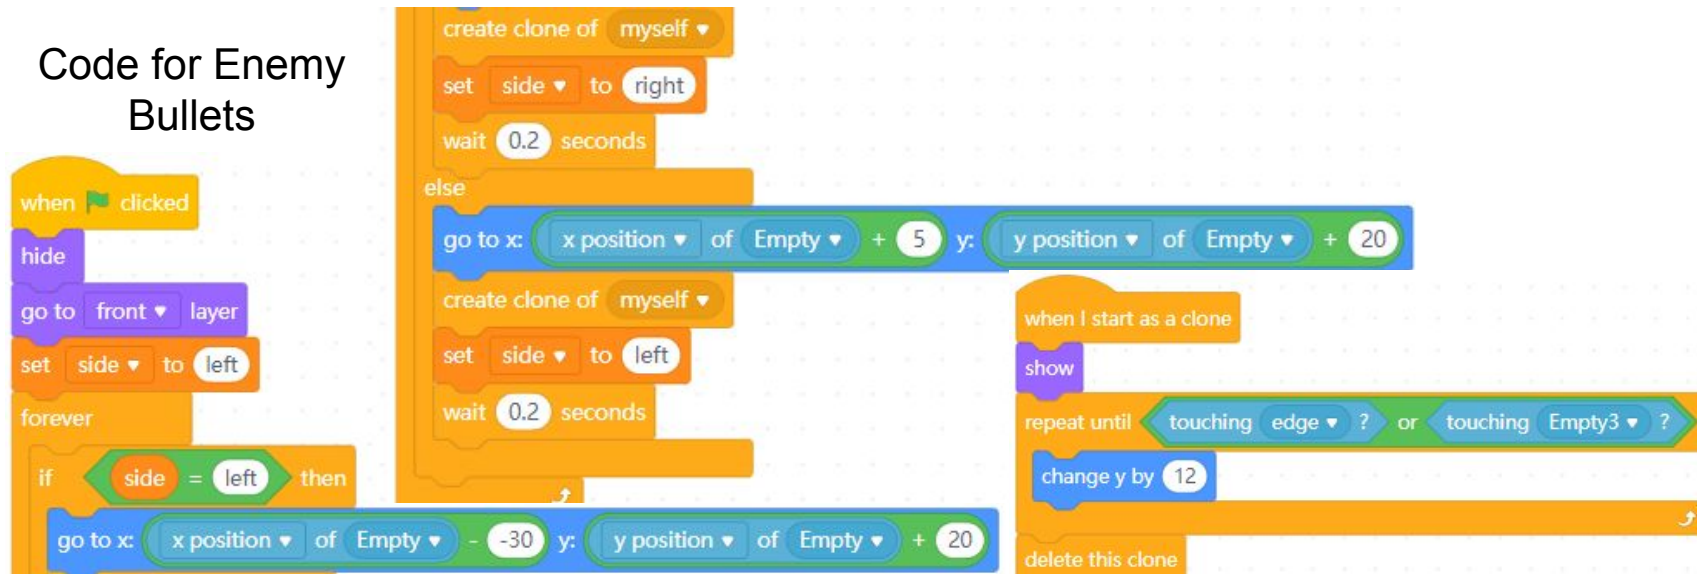 Code for Enemy
Bullets
when clicked
hide
go to front layer
set side to left
forever
if side = left then
go to x: x position of Empty - -30 y: y position of Empty + 20
create clone of myself
set side to right
wait 0.2 seconds
else
go to x: x position of Empty + 5 y: y position of Empty + 20
create clone of myself
set side to left
wait 0.2 seconds
when I start as a clone
show
repeat until touching edge ? or touching Empty3 ?
change y by 12
delete this clone